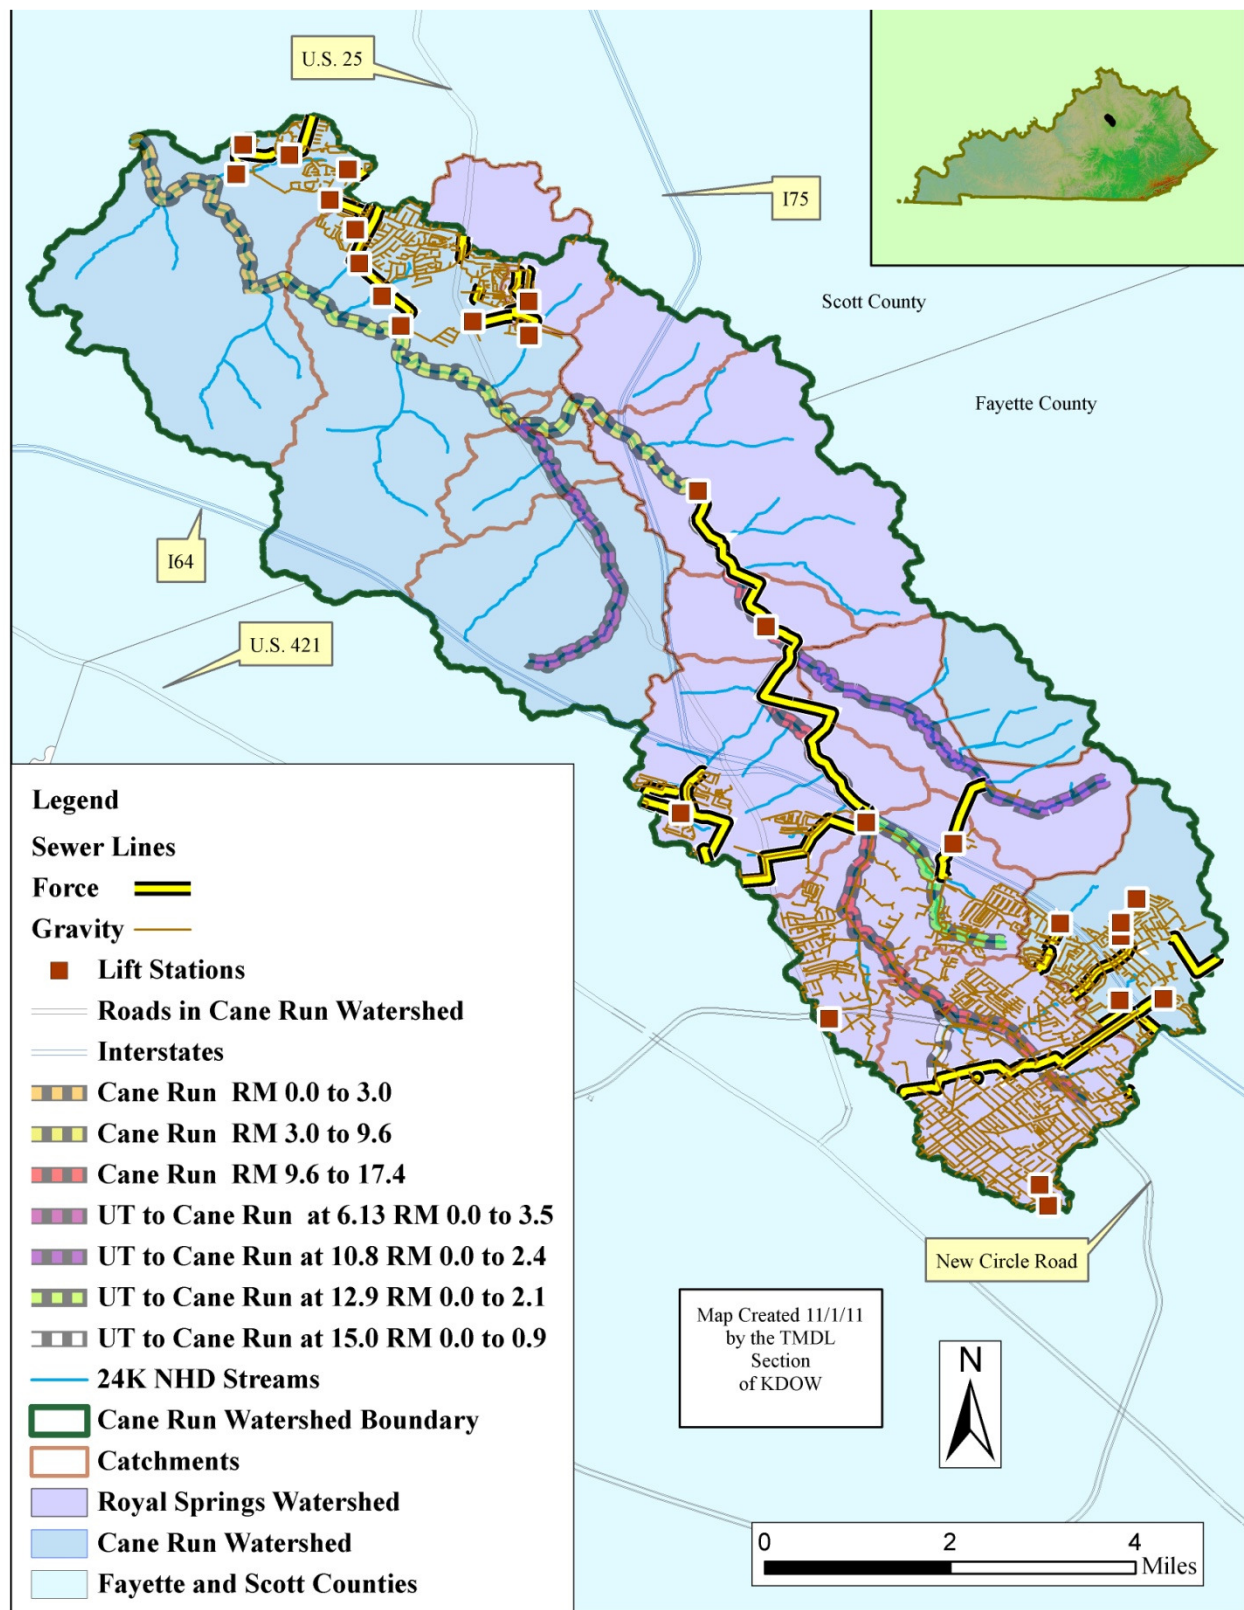 U.S. 25
I75
Scott County
Fayette County
I64
U.S. 421
Legend
Sewer Lines
Force
Gravity
Lift Stations
Roads in Cane Run Watershed
Interstates
Cane Run RM 0.0 to 3.0
Cane Run RM 3.0 to 9.6
Cane Run RM 9.6 to 17.4
UT to Cane Run at 6.13 RM 0.0 to 3.5
UT to Cane Run at 10.8 RM 0.0 to 2.4
UT to Cane Run at 12.9 RM 0.0 to 2.1
UT to Cane Run at 15.0 RM 0.0 to 0.9
24K NHD Streams
Cane Run Watershed Boundary
Catchments
Royal Springs Watershed
Cane Run Watershed
Fayette and Scott Counties
New Circle Road
Map Created 11/1/11
by the TMDL
Section
of KDOW
N
0 2 4
Miles